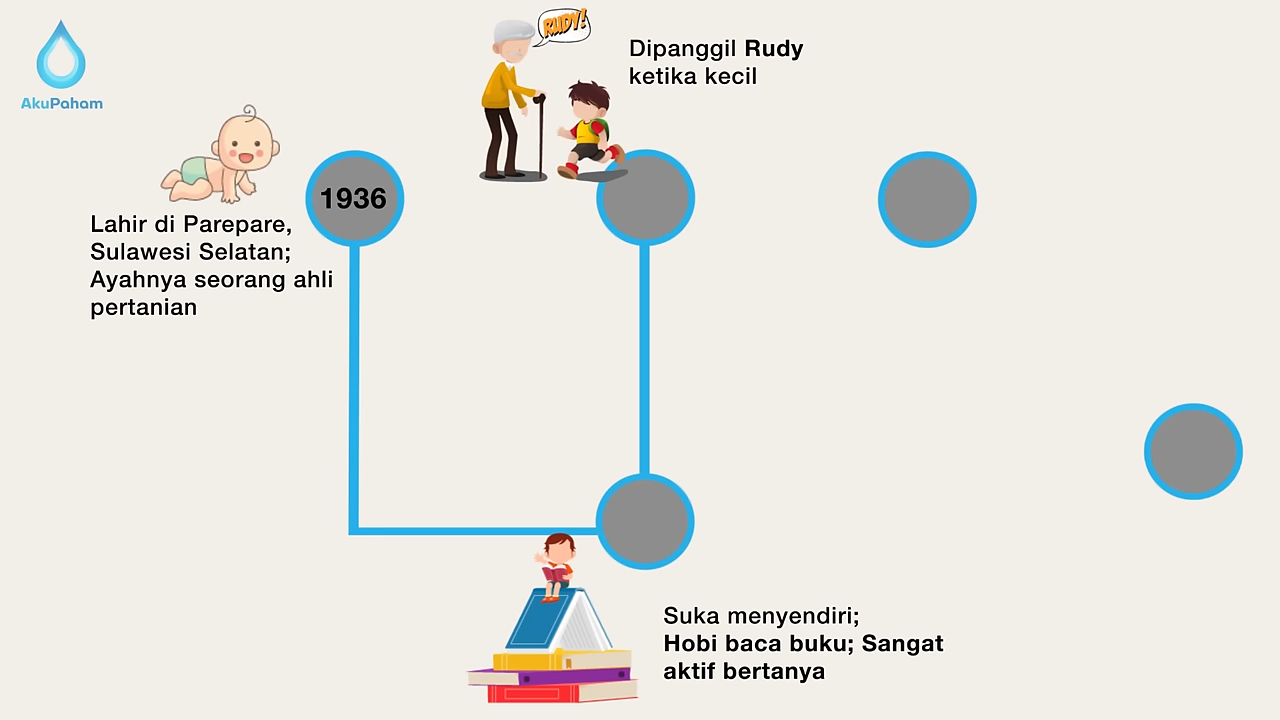 AkuPaham
RUDY!
Dipanggil Rudy
ketika kecil
1936
Lahir di Parepare,
Sulawesi Selatan;
Ayahnya seorang ahli
pertanian
Suka menyendiri;
Hobi baca buku; Sangat
aktif bertanya